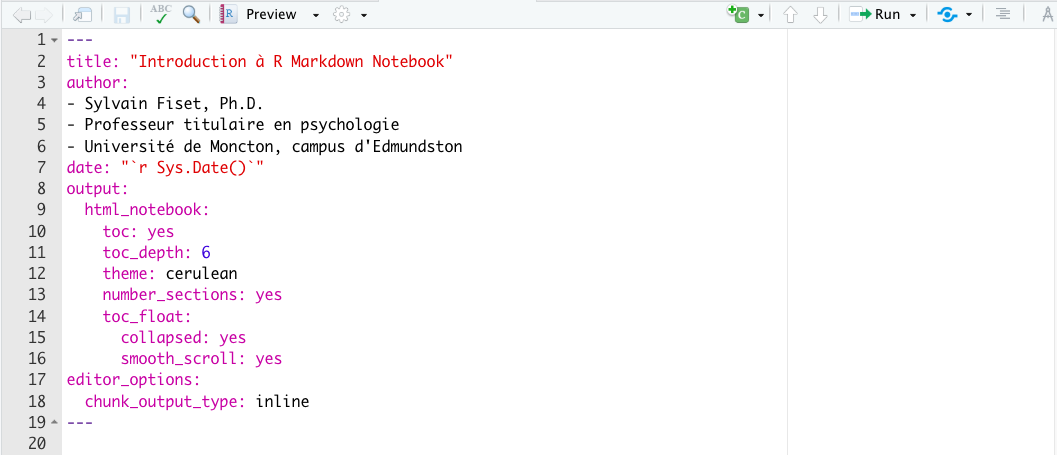 ABC
R
Preview
C
Run
A
1 ---
2 title: "Introduction à R Markdown Notebook"
3 author:
4 - Sylvain Fiset, Ph.D.
5 - Professeur titulaire en psychologie
6 - Université de Moncton, campus d'Edmundston
7 date: "`r Sys.Date()`"
8 output:
9   html_notebook:
10     toc: yes
11     toc_depth: 6
12     theme: cerulean
13     number_sections: yes
14     toc_float:
15       collapsed: yes
16       smooth_scroll: yes
17 editor_options:
18   chunk_output_type: inline
19 ---
20